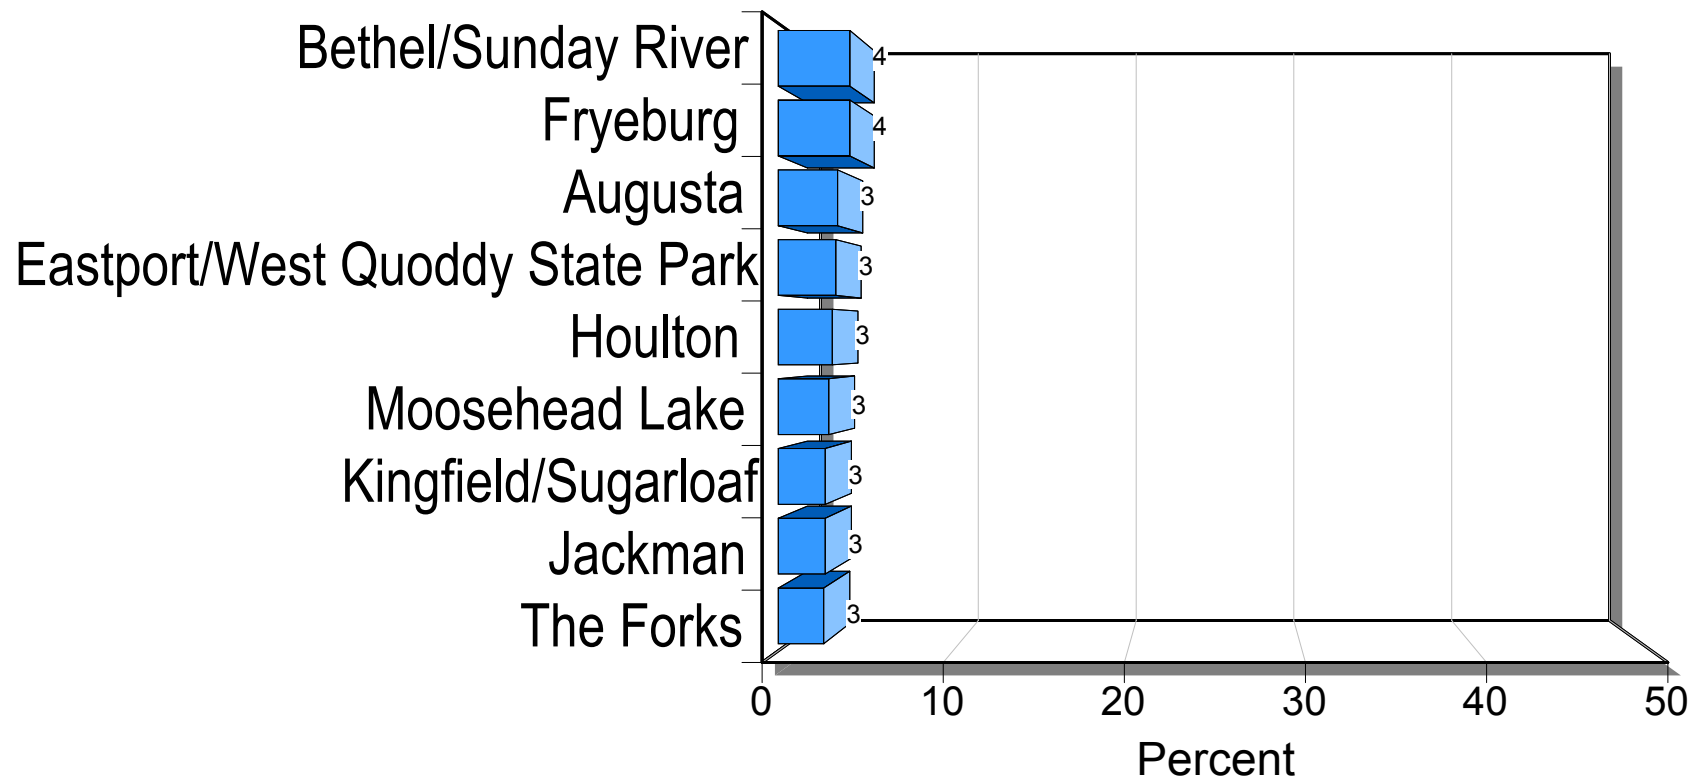 Bethel/Sunday River 4
Fryeburg 4
Augusta 3
Eastport/West Quoddy State Park 3
Houlton 3
Moosehead Lake 3
Kingfield/Sugarloaf 3
Jackman 3
The Forks 3
0 10 20 30 40 50
Percent